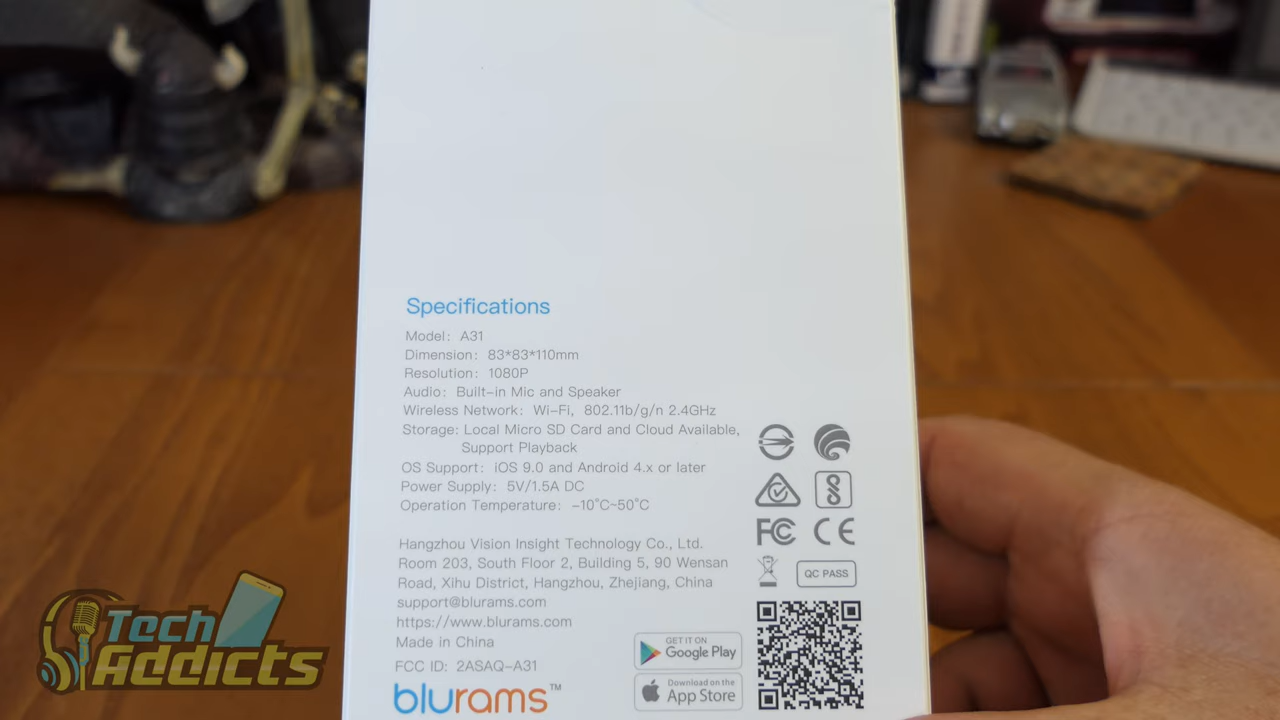 Specifications
Model: A31
Dimension: 83*83*110mm
Resolution: 1080P
Audio: Built-in Mic and Speaker
Wireless Network: Wi-Fi, 802.11b/g/n 2.4GHz
Storage: Local Micro SD Card and Cloud Available,
Support Playback
OS Support: iOS 9.0 and Android 4.x or later
Power Supply: 5V/1.5A DC
Operation Temperature: -10°C~50°C
Hangzhou Vision Insight Technology Co., Ltd.
Room 203, South Floor 2, Building 5, 90 Wensan
Road, Xihu District, Hangzhou, Zhejiang, China
support@blurams.com
https://www.blurams.com
Made in China
FCC ID: 2ASAQ-A31
blurams™
FC CE
QC PASS
GET IT ON
Google Play
Download on the
App Store
Tech
Addicts